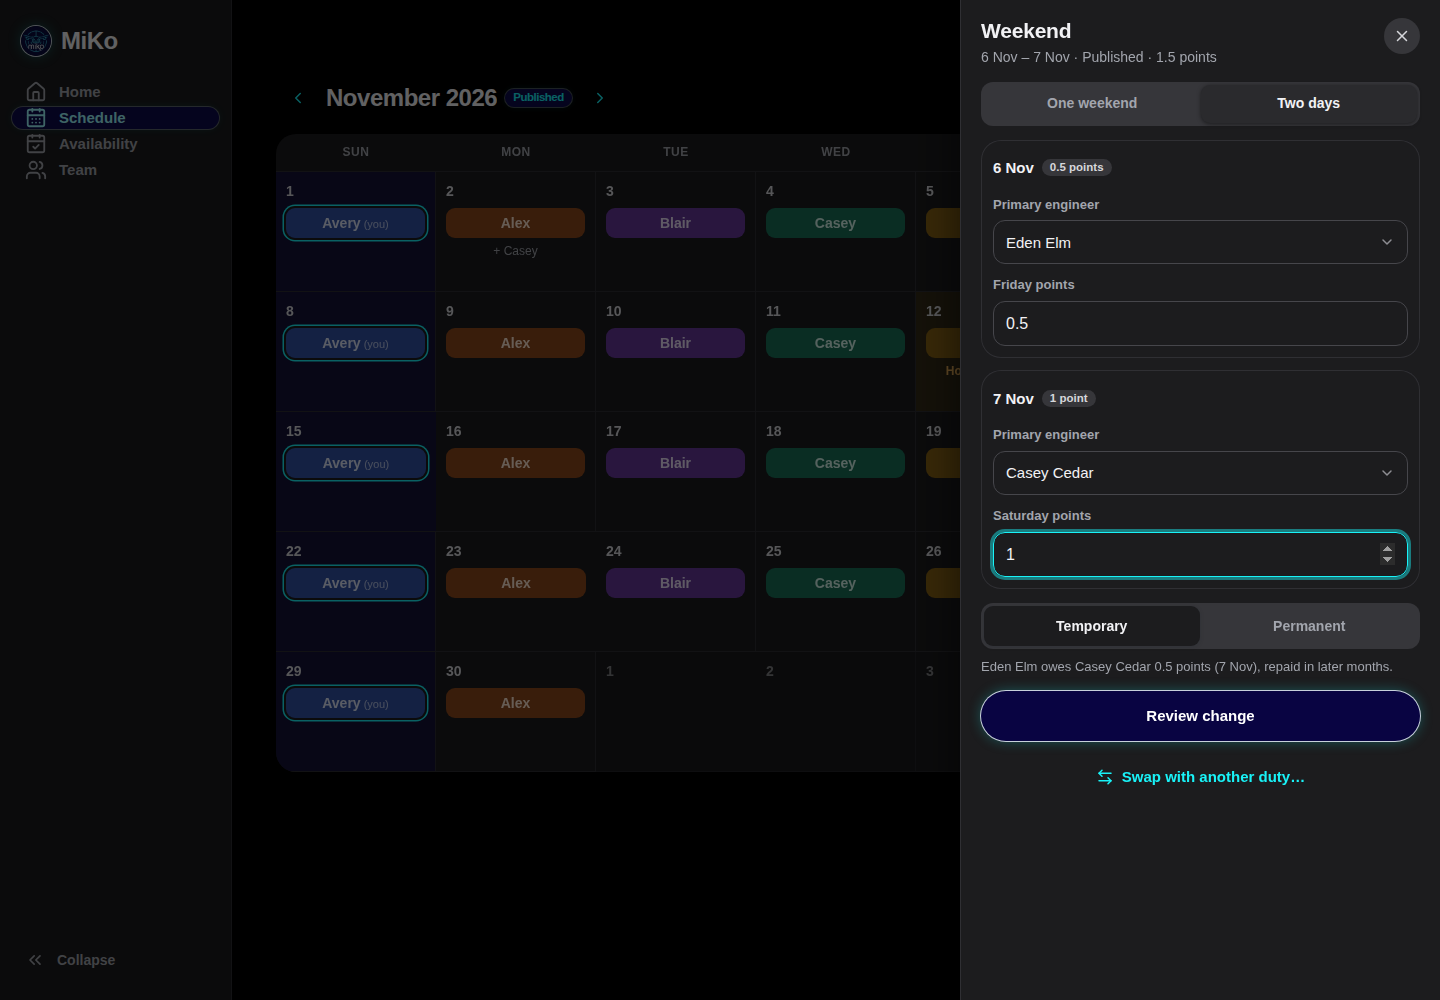 MiKo
Home
Schedule
Availability
Team
Collapse
November 2026 Published
SUN MON TUE WED
1 2 3 4 5
Avery (you) Alex Blair Casey
+ Casey
8 9 10 11 12
Avery (you) Alex Blair Casey
Ho
15 16 17 18 19
Avery (you) Alex Blair Casey
22 23 24 25 26
Avery (you) Alex Blair Casey
29 30 1 2 3
Avery (you) Alex
Weekend
6 Nov – 7 Nov · Published · 1.5 points
One weekend Two days
6 Nov 0.5 points
Primary engineer
Eden Elm
Friday points
0.5
7 Nov 1 point
Primary engineer
Casey Cedar
Saturday points
1
Temporary Permanent
Eden Elm owes Casey Cedar 0.5 points (7 Nov), repaid in later months.
Review change
Swap with another duty…